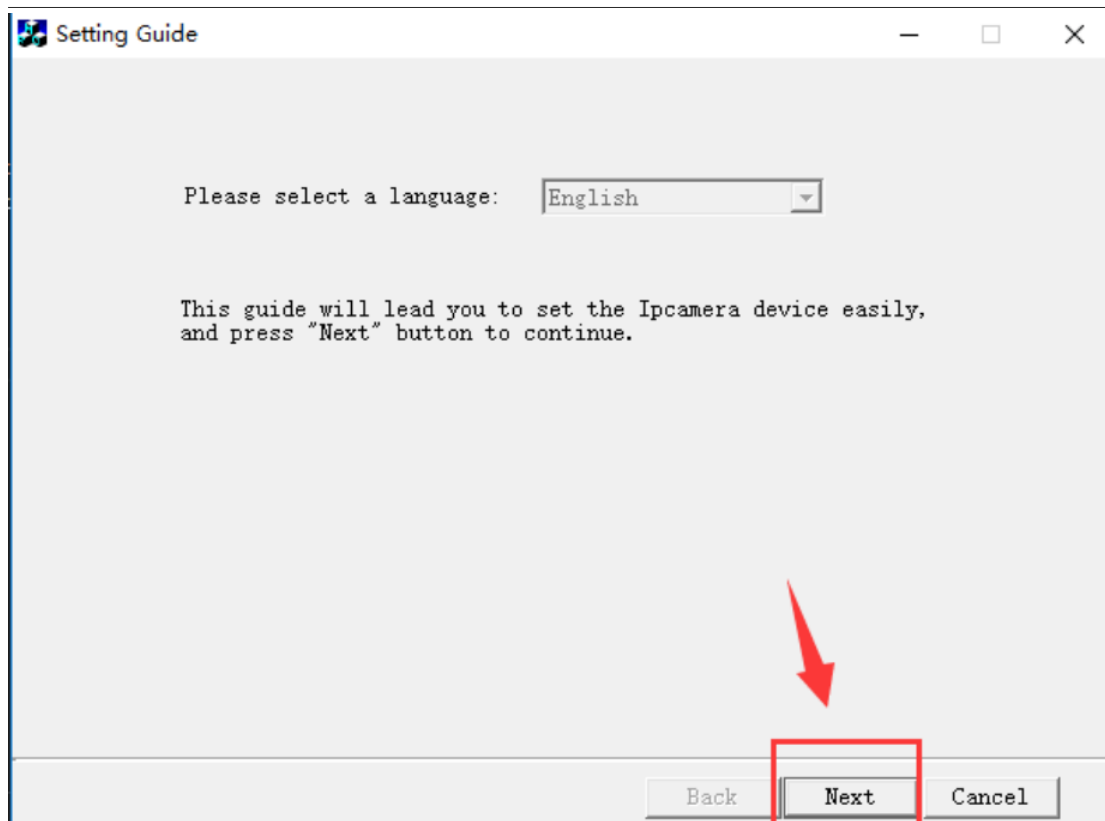 Setting Guide
Please select a language: English
This guide will lead you to set the Ipcamera device easily,
and press "Next" button to continue.
Back Next Cancel